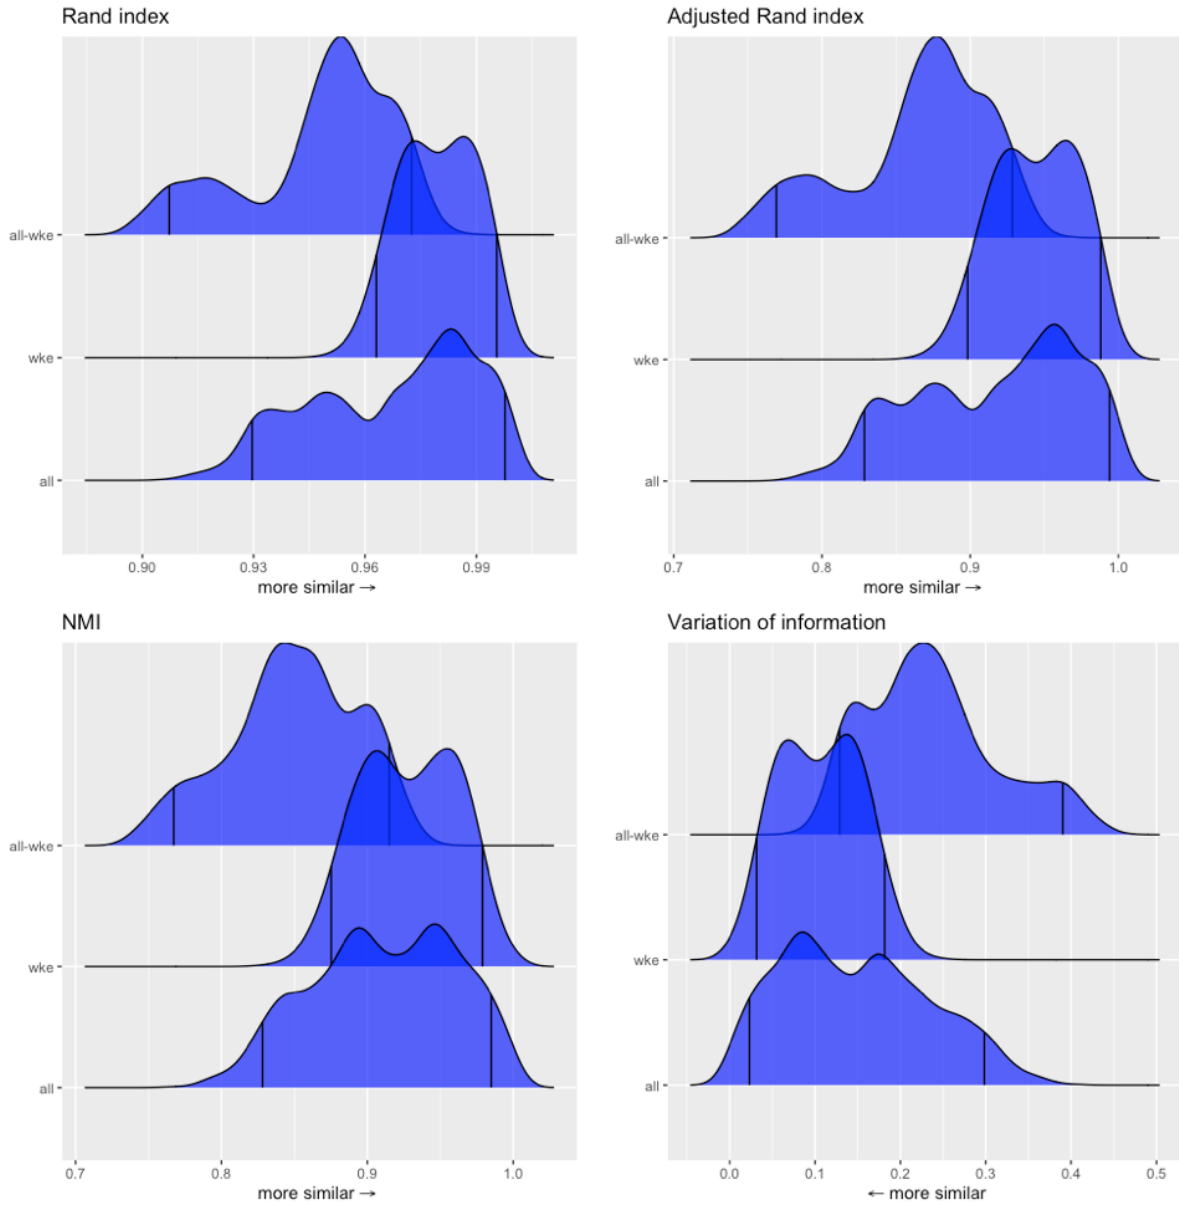 Rand index
all-wke
wke
all
0.90 0.93 0.96 0.99
more similar →
Adjusted Rand index
all-wke
wke
all
0.7 0.8 0.9 1.0
more similar →
NMI
all-wke
wke
all
0.7 0.8 0.9 1.0
more similar →
Variation of information
all-wke
wke
all
0.0 0.1 0.2 0.3 0.4 0.5
← more similar